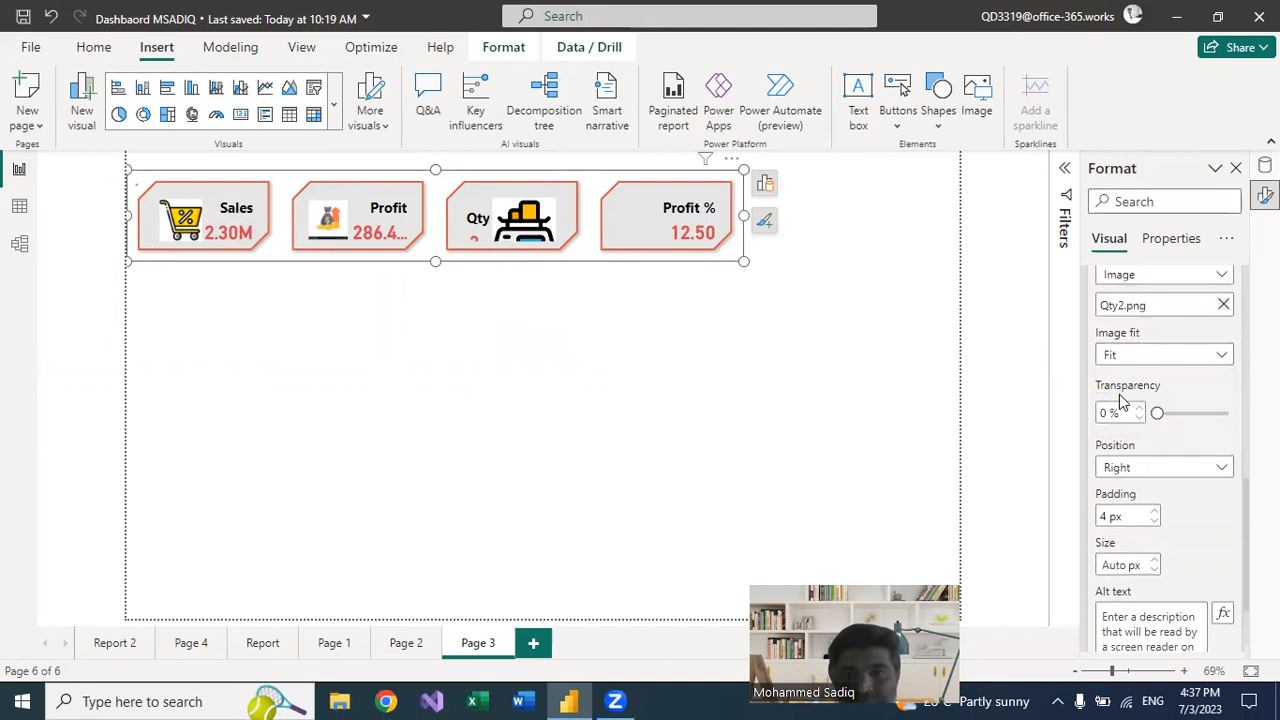 Dashbaord MSADIQ • Last saved: Today at 10:19 AM
Search
QD3319@office-365.works
File
Home
Insert
Modeling
View
Optimize
Help
Format
Data / Drill
Share
New page
New visual
More visuals
Q&A
Key influencers
Decomposition tree
Smart narrative
Paginated report
Power Apps
Power Automate (preview)
Text box
Buttons
Shapes
Image
Add a sparkline
Pages
Visuals
AI visuals
Power Platform
Elements
Sparklines
Sales
2.30M
Profit
286.4...
Qty
Profit %
12.50
Filters
Format
Search
Visual
Properties
Image
Qty2.png
Image fit
Fit
Transparency
0 %
Position
Right
Padding
4 px
Size
Auto px
Alt text
Enter a description
that will be read by
a screen reader on
fx
Mohammed Sadiq
Report 2
Page 4
Report
Page 1
Page 2
Page 3
Page 6 of 6
69%
Type here to search
Partly sunny
ENG
4:37 PM
7/3/2023